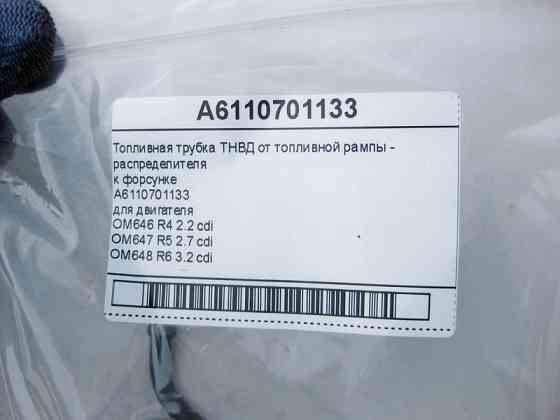 A6110701133
Топливная трубка ТНВД от топливной рампы -
распределителя
к форсунке
A6110701133
для двигателя
OM646 R4 2.2 cdi
OM647 R5 2.7 cdi
OM648 R6 3.2 cdi